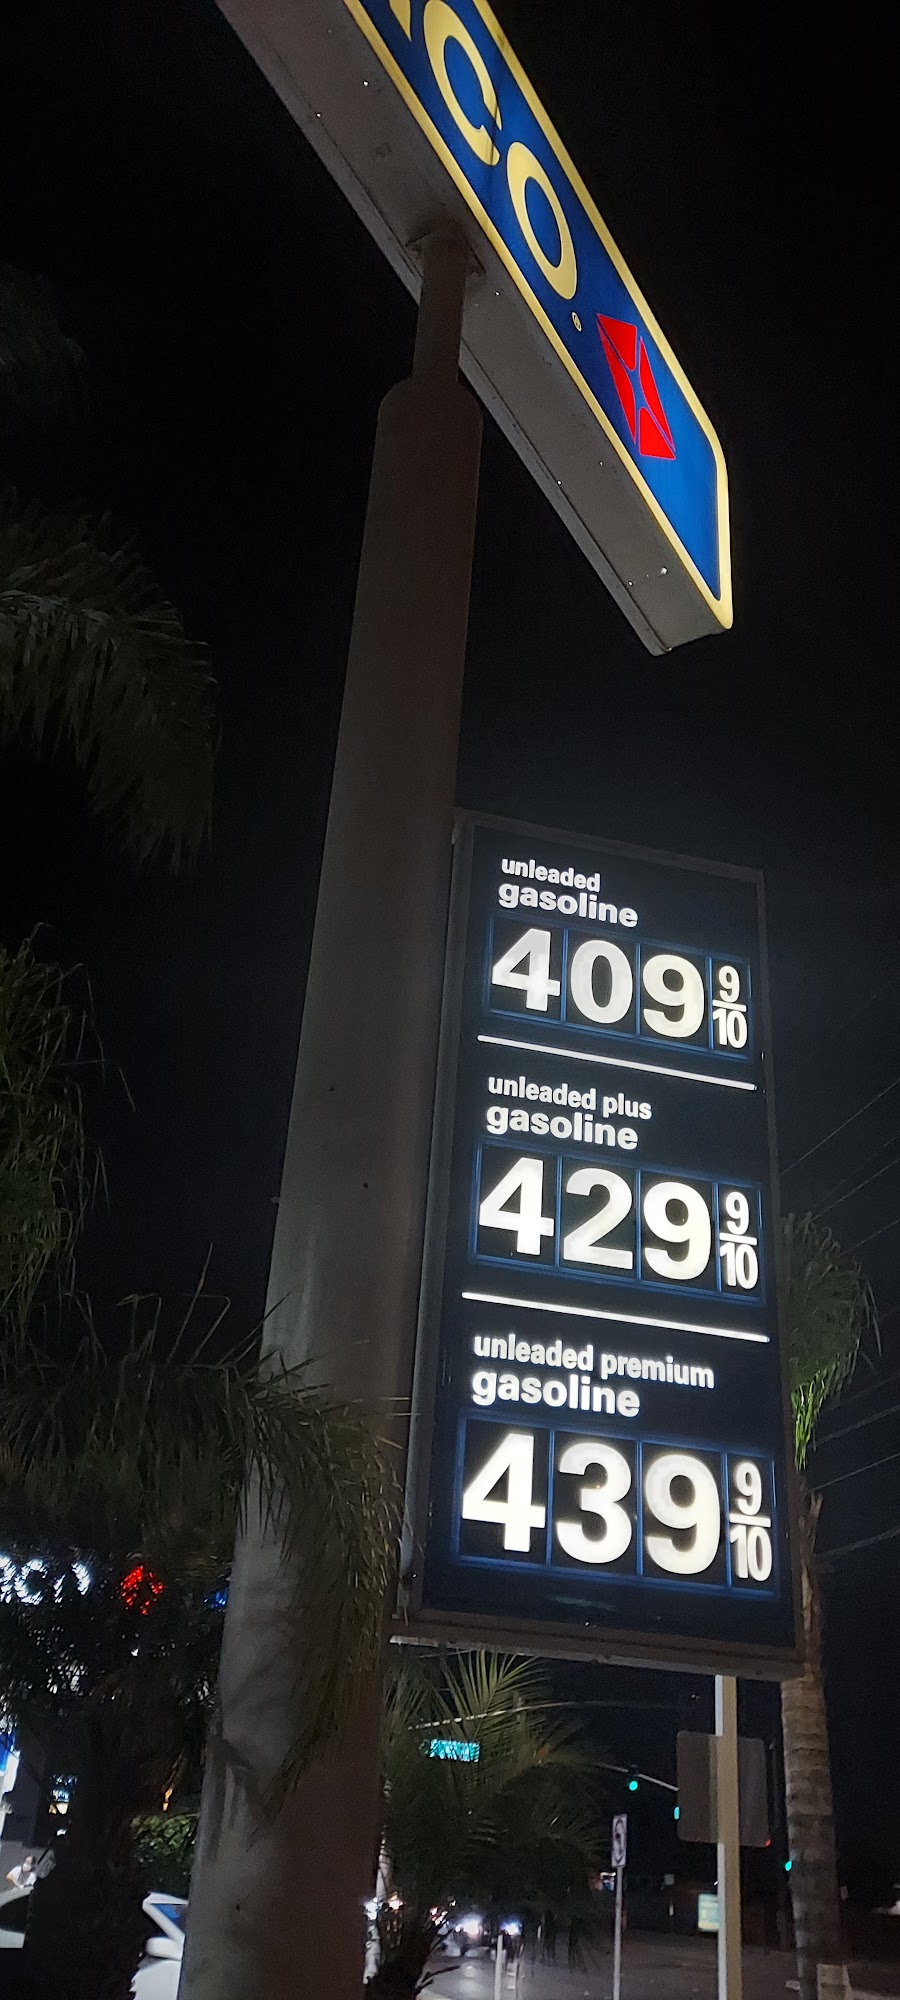 CO®
unleaded
gasoline
409 9/10
unleaded plus
gasoline
429 9/10
unleaded premium
gasoline
439 9/10